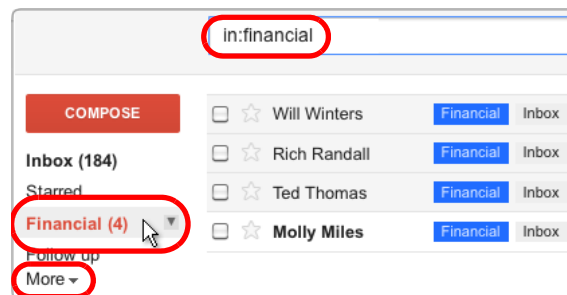 in:financial
COMPOSE
Inbox (184)
Starred
Financial (4)
Follow up
More
Will Winters Financial Inbox
Rich Randall Financial Inbox
Ted Thomas Financial Inbox
Molly Miles Financial Inbox